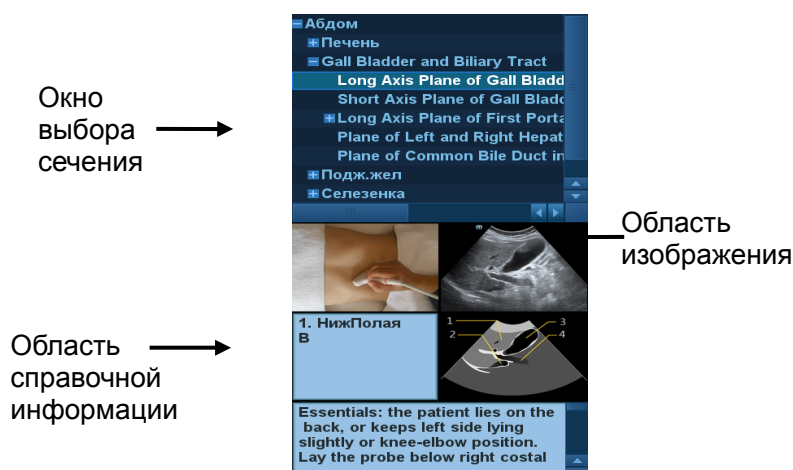 Абдом
Печень
Gall Bladder and Biliary Tract
Long Axis Plane of Gall Bladd
Short Axis Plane of Gall Bladd
Long Axis Plane of First Porta
Plane of Left and Right Hepat
Plane of Common Bile Duct in
Подж.жел
Селезенка
Окно
выбора
сечения
Область
изображения
1. НижПолая
В
1
2
3
4
Область
справочной
информации
Essentials: the patient lies on the
back, or keeps left side lying
slightly or knee-elbow position.
Lay the probe below right costal